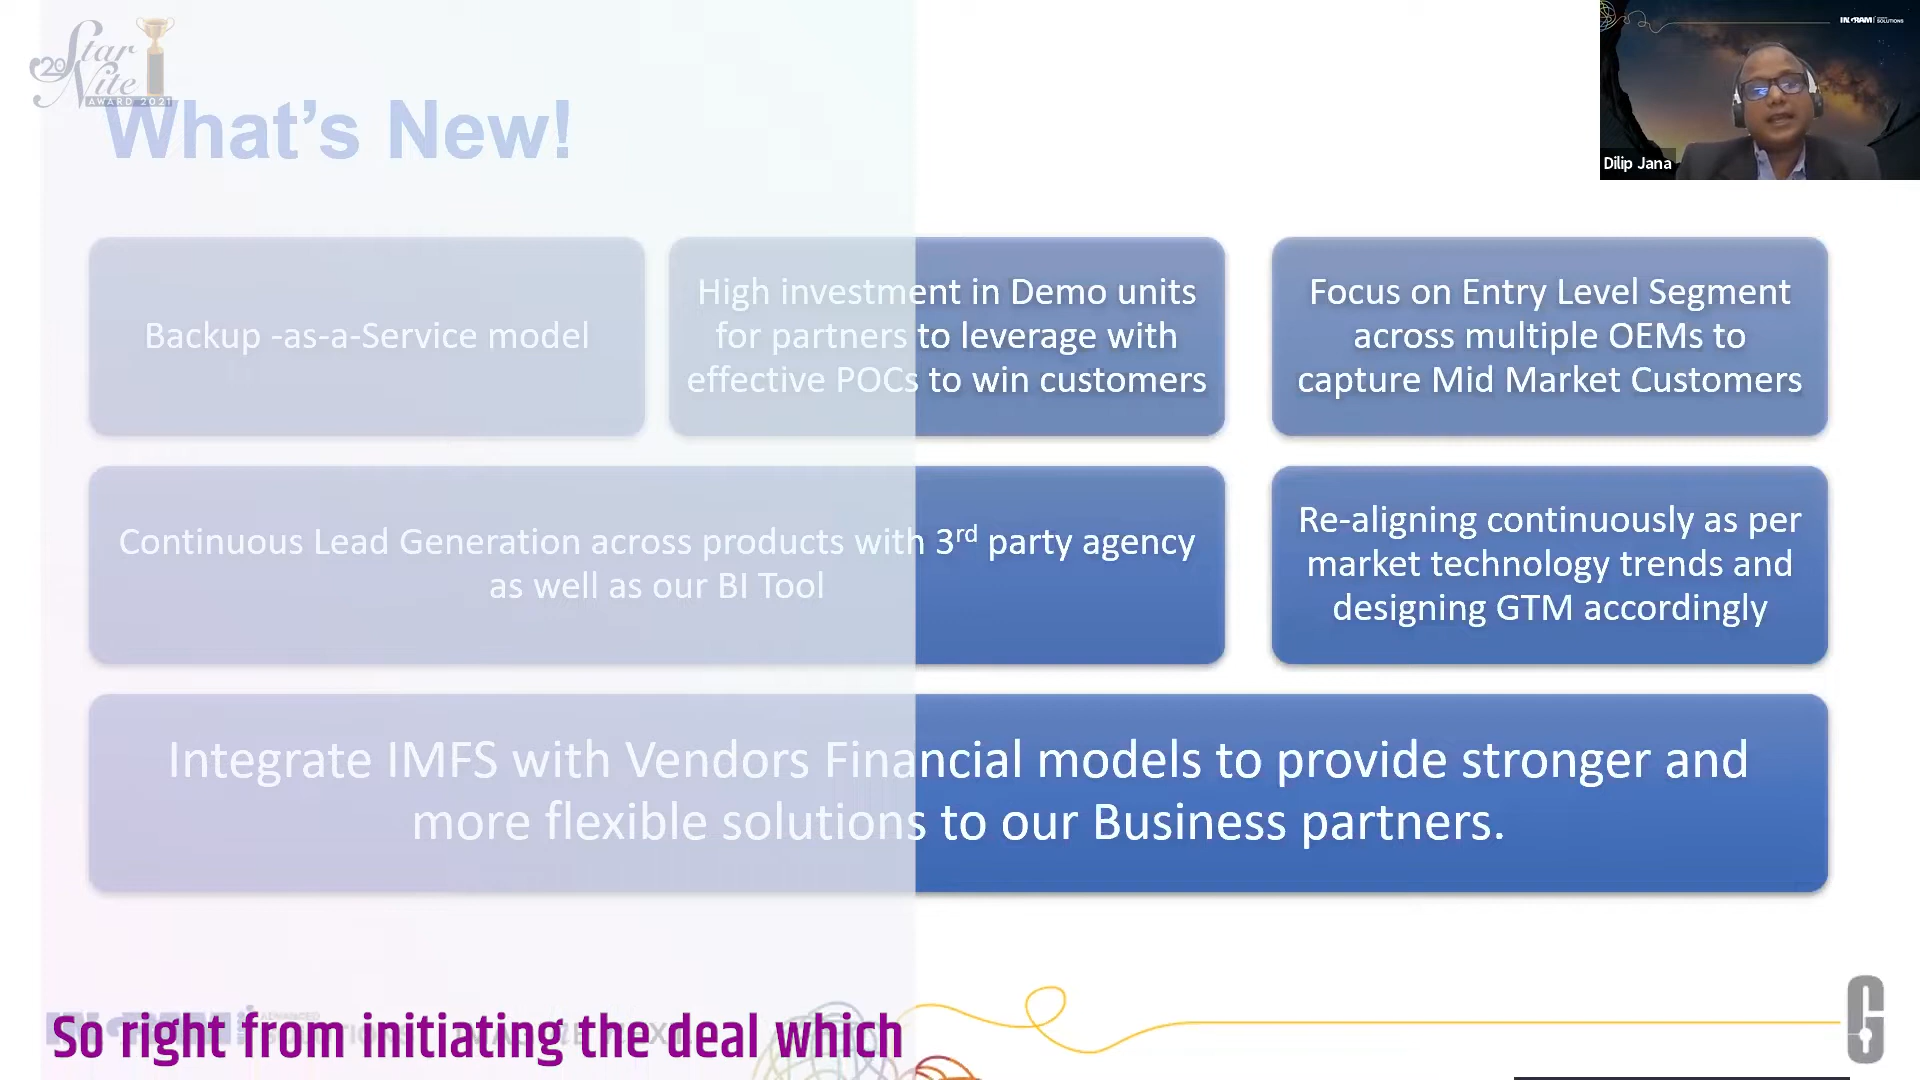 Star
20 Nite
AWARD 2021
What's New!
INGRAM
SOLUTIONS
Dilip Jana
Backup -as-a-Service model
High investment in Demo units
for partners to leverage with
effective POCs to win customers
Focus on Entry Level Segment
across multiple OEMs to
capture Mid Market Customers
Continuous Lead Generation across products with 3rd party agency
as well as our BI Tool
Re-aligning continuously as per
market technology trends and
designing GTM accordingly
Integrate IMFS with Vendors Financial models to provide stronger and
more flexible solutions to our Business partners.
So right from initiating the deal which
G